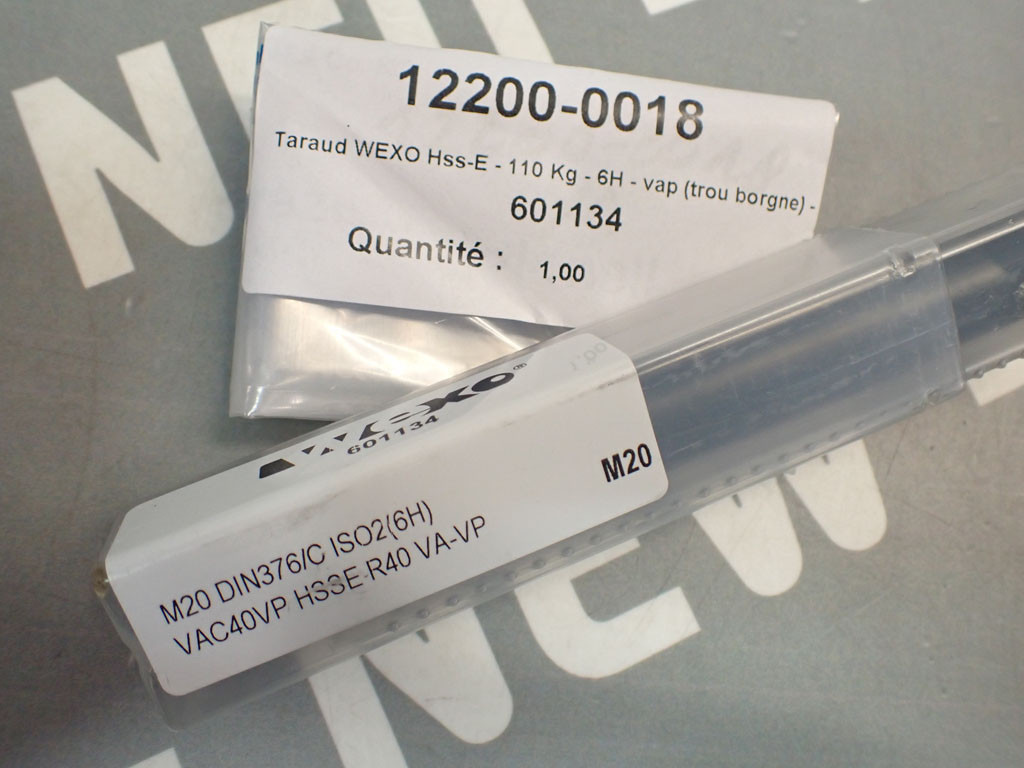 12200-0018
Taraud WEXO Hss-E - 110 Kg - 6H - vap (trou borgne) -
601134
Quantité : 1,00
Wexo®
601134
M20
M20 DIN376/C ISO2(6H)
VAC40VP HSSE-R40 VA-VP
NEW